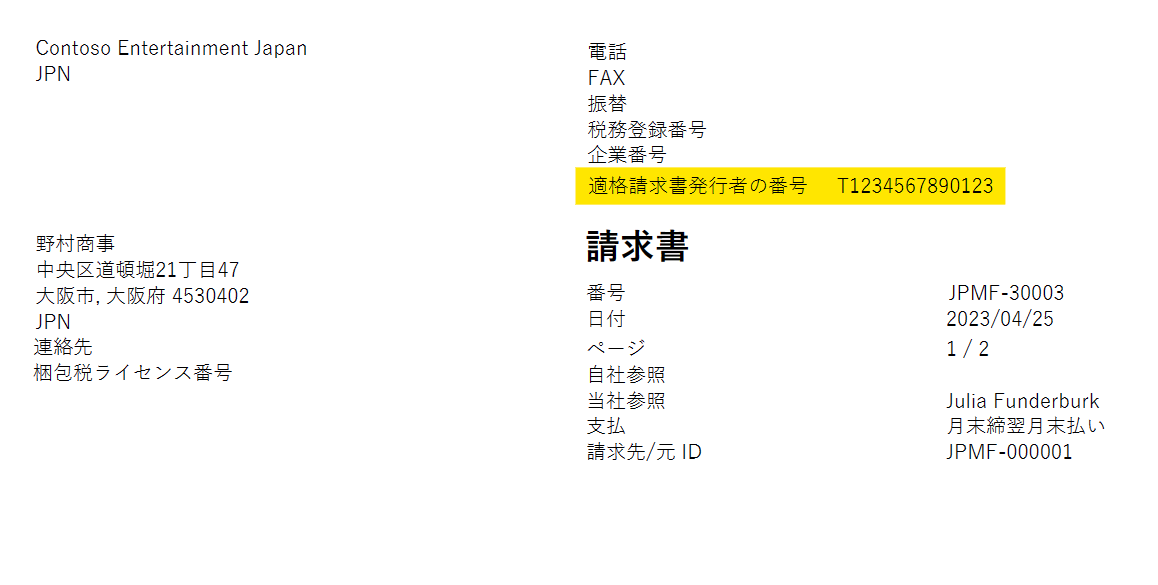 Contoso Entertainment Japan
JPN
電話
FAX
振替
税務登録番号
企業番号
適格請求書発行者の番号 T1234567890123
野村商事
中央区道頓堀21丁目47
大阪市, 大阪府 4530402
JPN
連絡先
梱包税ライセンス番号
請求書
番号 JPMF-30003
日付 2023/04/25
ページ 1 / 2
自社参照
当社参照 Julia Funderburk
支払 月末締翌月末払い
請求先/元 ID JPMF-000001